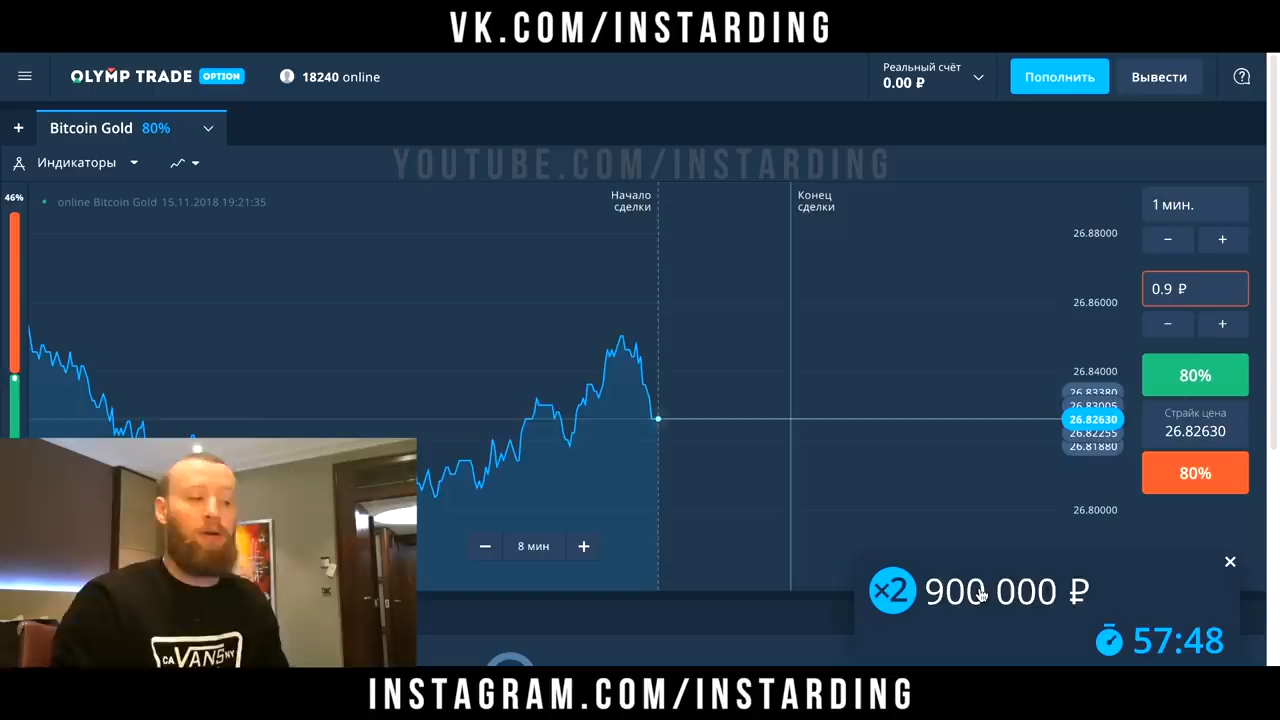 VK.COM/INSTARDING
OLYMP TRADE OPTION
18240 online
Реальный счёт
0.00 ₽
Пополнить
Вывести
+ Bitcoin Gold 80%
Индикаторы
YOUTUBE.COM/INSTARDING
46%
online Bitcoin Gold 15.11.2018 19:21:35
Начало
сделки
Конец
сделки
26.88000
26.86000
26.84000
26.83380
26.83005
26.82630
26.82255
26.81880
26.80000
1 мин.
− +
0.9 ₽
− +
80%
Страйк цена
26.82630
80%
− 8 мин +
×2 900 000 ₽
57:48
CA VANS NY
INSTAGRAM.COM/INSTARDING